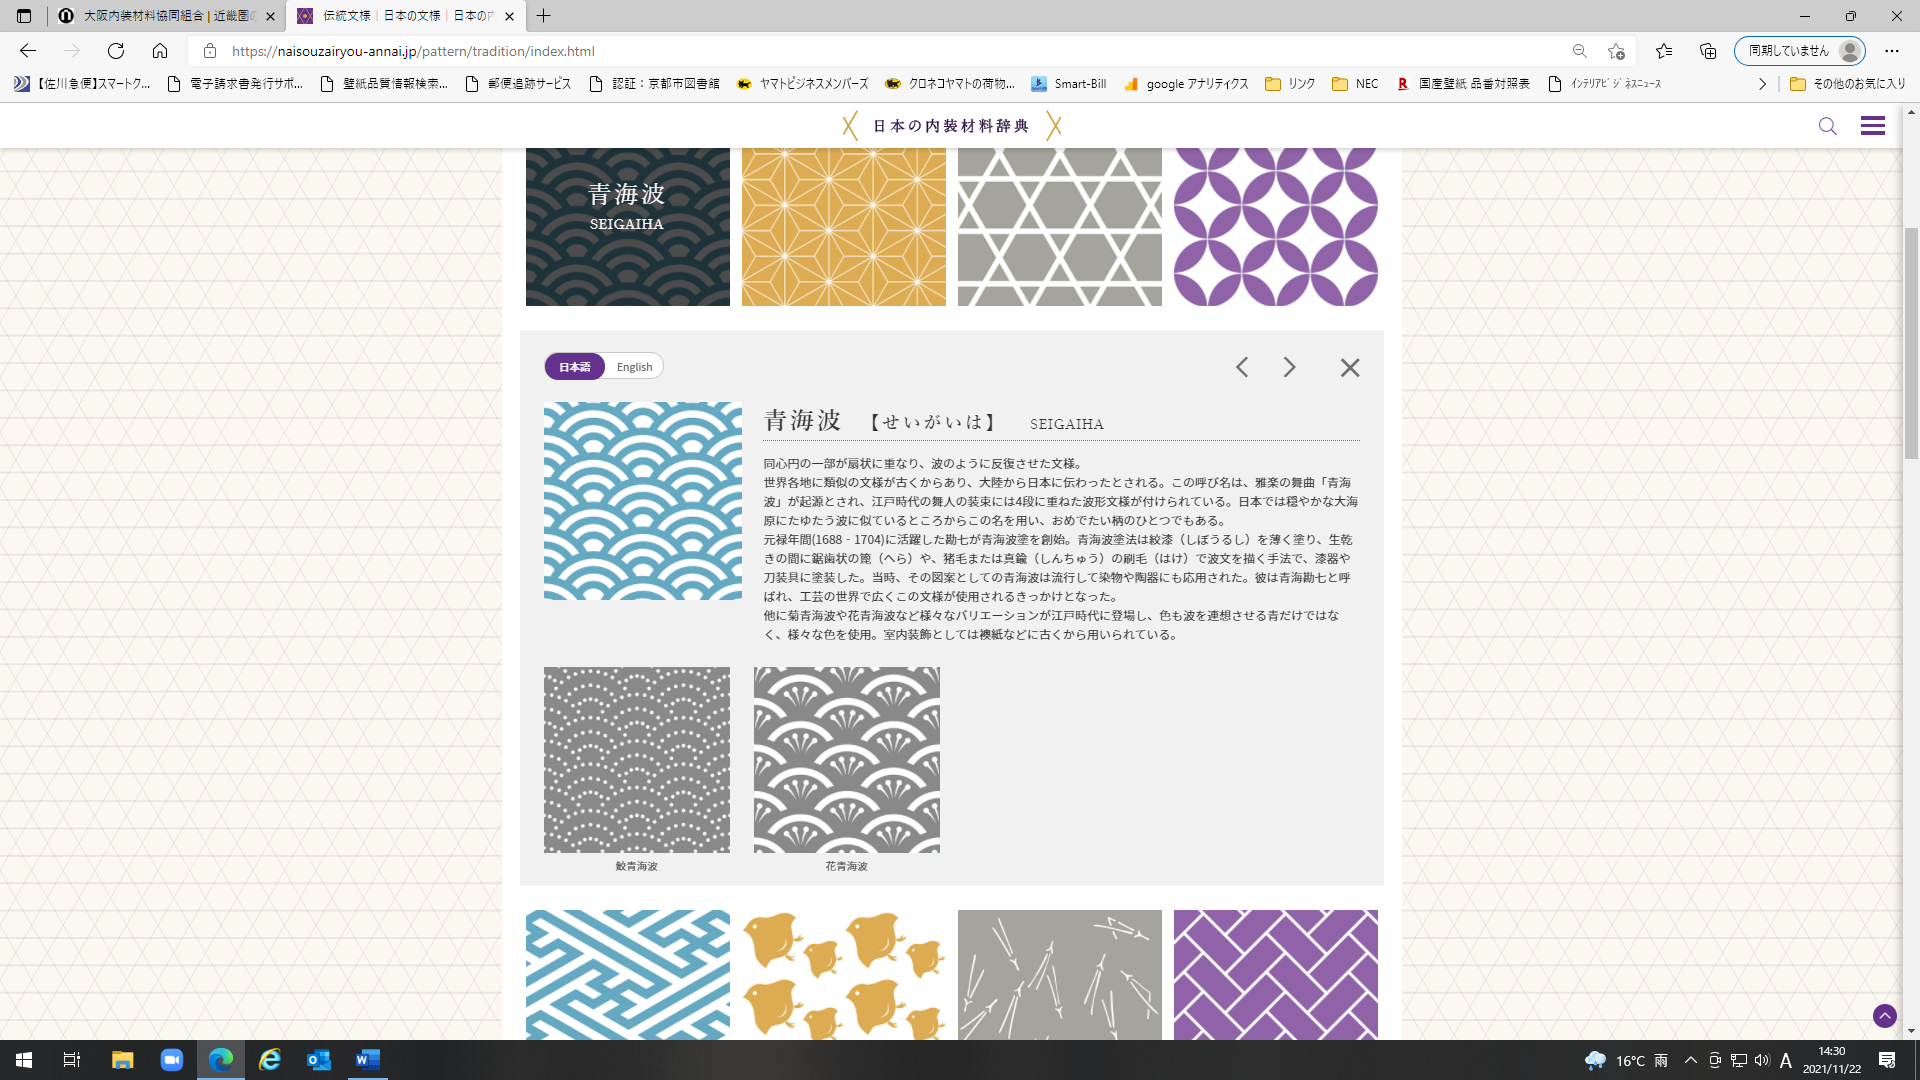 大阪内装材料協同組合 | 近畿圏の
伝統文様｜日本の文様｜日本の内
https://naisouzairyou-annai.jp/pattern/tradition/index.html
同期していません
【佐川急便】スマートク...
電子請求書発行サポ...
壁紙品質情報検索...
郵便追跡サービス
認証：京都市図書館
ヤマトビジネスメンバーズ
クロネコヤマトの荷物...
Smart-Bill
google アナリティクス
リンク
NEC
国産壁紙 品番対照表
ｲﾝﾃﾘｱﾋﾞｼﾞﾈｽﾆｭｰｽ
その他のお気に入り
日本の内装材料辞典
青海波
SEIGAIHA
日本語 English
青海波 【せいがいは】 SEIGAIHA
同心円の一部が扇状に重なり、波のように反復させた文様。
世界各地に類似の文様が古くからあり、大陸から日本に伝わったとされる。この呼び名は、雅楽の舞曲「青海
波」が起源とされ、江戸時代の舞人の装束には4段に重ねた波形文様が付けられている。日本では穏やかな大海
原にたゆたう波に似ているところからこの名を用い、おめでたい柄のひとつでもある。
元禄年間(1688‐1704)に活躍した勘七が青海波塗を創始。青海波塗法は絞漆（しぼうるし）を薄く塗り、生乾
きの間に鋸歯状の箆（へら）や、猪毛または真鍮（しんちゅう）の刷毛（はけ）で波文を描く手法で、漆器や
刀装具に塗装した。当時、その図案としての青海波は流行して染物や陶器にも応用された。彼は青海勘七と呼
ばれ、工芸の世界で広くこの文様が使用されるきっかけとなった。
他に菊青海波や花青海波など様々なバリエーションが江戸時代に登場し、色も波を連想させる青だけではな
く、様々な色を使用。室内装飾としては襖紙などに古くから用いられている。
鮫青海波
花青海波
16°C 雨
A
14:30
2021/11/22